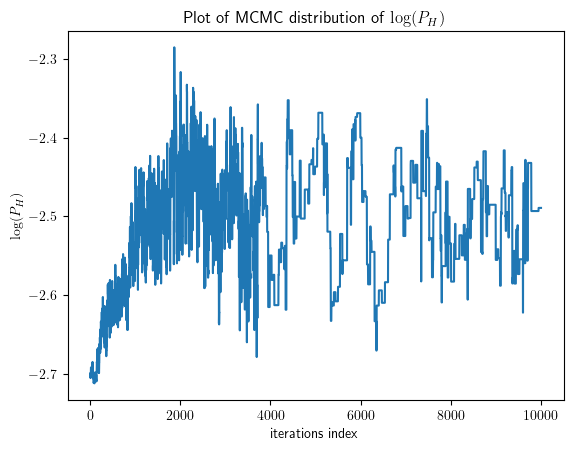 Plot of MCMC distribution of log(P_H)
log(P_H)
−2.3
−2.4
−2.5
−2.6
−2.7
0 2000 4000 6000 8000 10000
iterations index